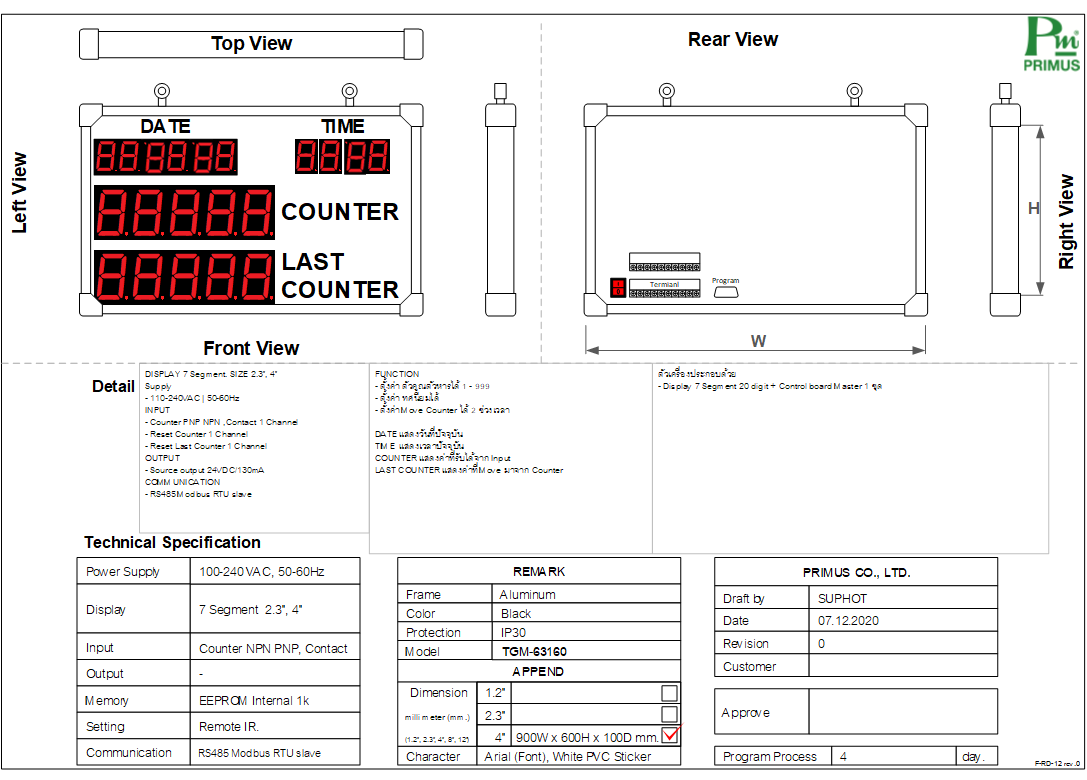 Top View
Rear View
Pm
PRIMUS
DATE
TIME
88 88 88
88 88
88888
COUNTER
88888
LAST
COUNTER
Left View
Front View
Termianl
Program
W
H
Right View
Detail
DISPLAY 7 Segment. SIZE 2.3", 4"
Supply
- 110-240VAC | 50-60Hz
INPUT
- Counter PNP NPN ,Contact 1 Channel
- Reset Counter 1 Channel
- Reset Last Counter 1 Channel
OUTPUT
- Source output 24VDC/130mA
COMMUNICATION
- RS485Modbus RTU slave
FUNCTION
- ตั้งค่า ตัวคูณตัวหารได้ 1 - 999
- ตั้งค่า ทศนิยมได้
- ตั้งค่าMove Counter ได้ 2 ช่วงเวลา
DATE แสดงวันที่ปัจจุบัน
TIME แสดงเวลาปัจจุบัน
COUNTER แสดงค่าที่รับได้จาก Input
LAST COUNTER แสดงค่าที่Move มาจาก Counter
ตัวเครื่องประกอบด้วย
- Display 7 Segment 20 digit + Control board Master 1 ชุด
Technical Specification
Power Supply 100-240VAC, 50-60Hz
Display 7 Segment 2.3", 4"
Input Counter NPN PNP, Contact
Output -
Memory EEPROM Internal 1k
Setting Remote IR.
Communication RS485 Modbus RTU slave
REMARK
Frame Aluminum
Color Black
Protection IP30
Model TGM-63160
APPEND
Dimension 1.2"
millimeter (mm.) 2.3"
(1.2", 2.3", 4", 8", 12") 4" 900W x 600H x 100D mm.
Character Arial (Font), White PVC Sticker
PRIMUS CO., LTD.
Draft by SUPHOT
Date 07.12.2020
Revision 0
Customer
Approve
Program Process 4 day.
F-RD-12 rev.0